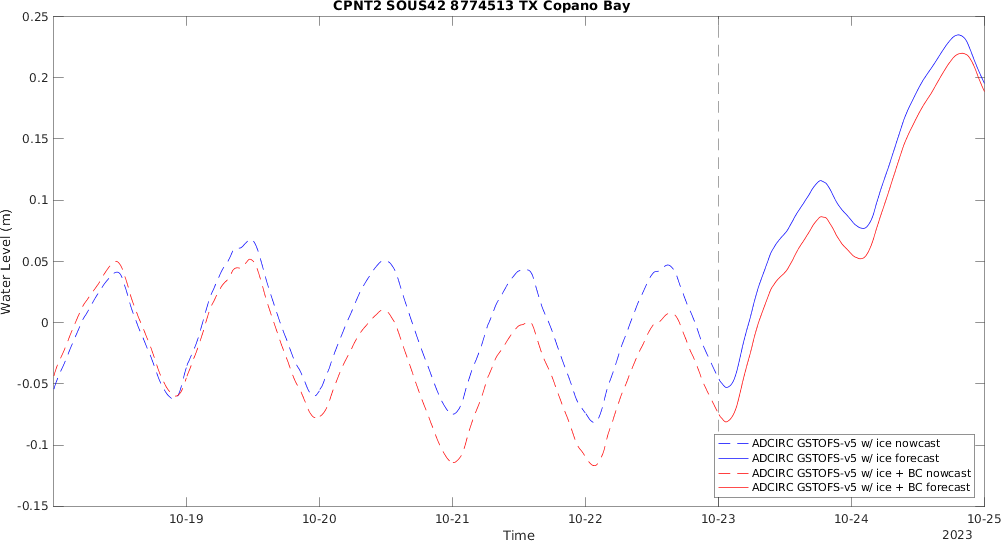 CPNT2 SOUS42 8774513 TX Copano Bay
0.25
0.2
0.15
0.1
0.05
0
-0.05
-0.1
-0.15
Water Level (m)
10-19
10-20
10-21
10-22
10-23
10-24
10-25
Time
2023
ADCIRC GSTOFS-v5 w/ ice nowcast
ADCIRC GSTOFS-v5 w/ ice forecast
ADCIRC GSTOFS-v5 w/ ice + BC nowcast
ADCIRC GSTOFS-v5 w/ ice + BC forecast